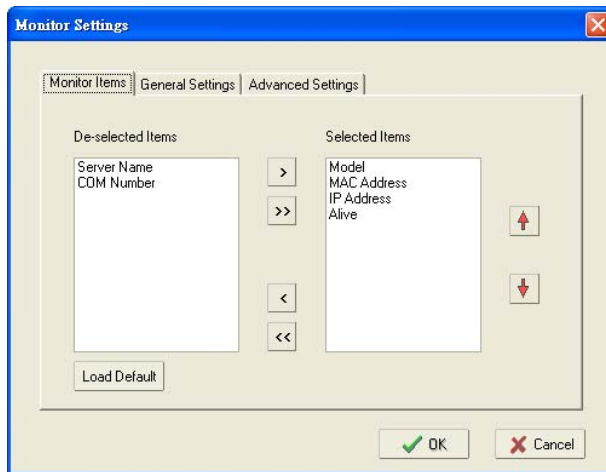 Monitor Settings
Monitor Items General Settings Advanced Settings
De-selected Items
Selected Items
Server Name
COM Number
>
>>
<
<<
Model
MAC Address
IP Address
Alive
Load Default
OK
Cancel